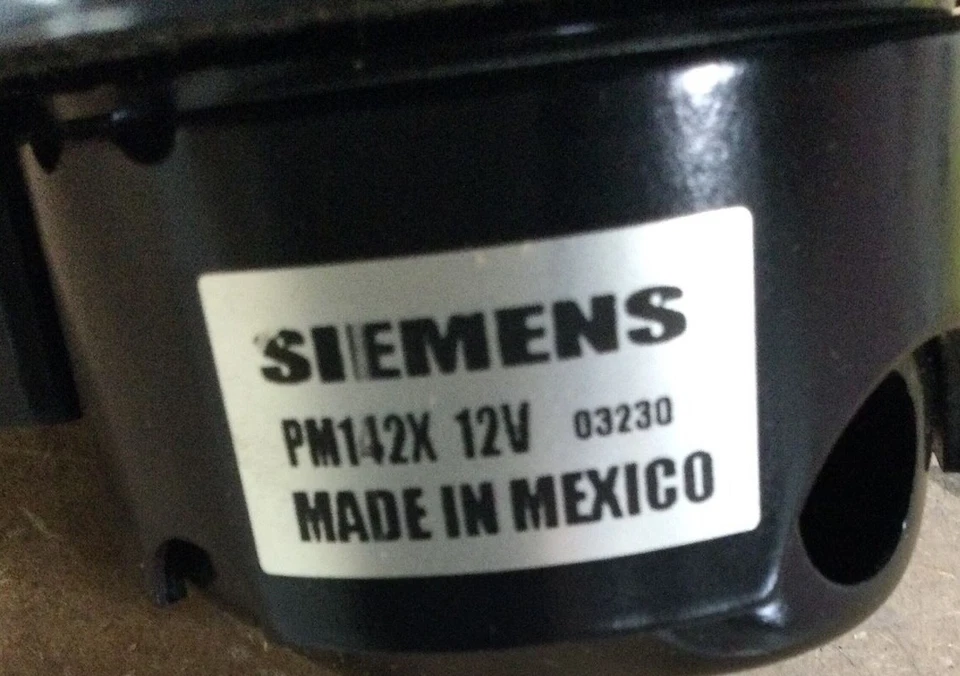 SIEMENS
PM142X 12V 03230
MADE IN MEXICO